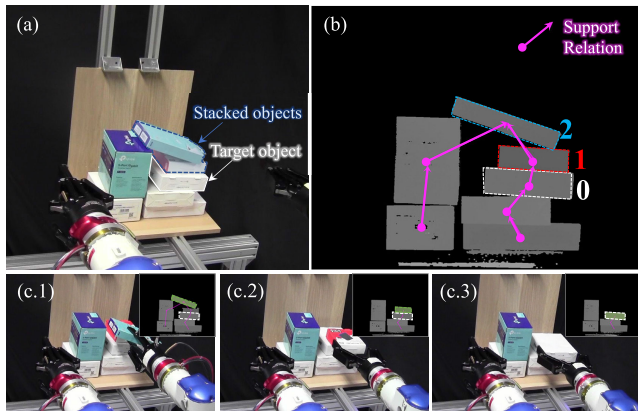 (a)
Stacked objects
Target object
(b)
Support
Relation
2
1
0
(c.1)
(c.2)
(c.3)